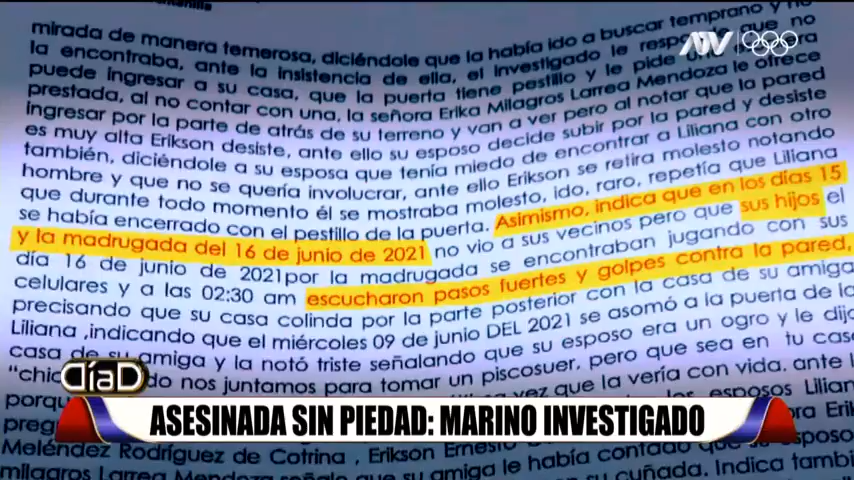 mirada de manera temerosa, diciéndole que la había ido a buscar temprano y no
la encontraba, ante la insistencia de ella, el investigado le responde que no
puede ingresar a su casa, que la puerta tiene pestillo y le pide
prestada, al no contar con una, la señora Erika Milagros Larrea Mendoza le ofrece
ingresar por la parte de atrás de su terreno y van a ver pero al notar que la pared
es muy alta Erikson desiste, ante ello su esposo decide subir por la pared y desiste
también, diciéndole a su esposa que tenía miedo de encontrar a Liliana con otro
hombre y que no se quería involucrar, ante ello Erikson se retira molesto notando
que durante todo momento él se mostraba molesto, ido, raro, repetía que Liliana
se había encerrado con el pestillo de la puerta. Asimismo, indica que en los días 15
y la madrugada del 16 de junio de 2021 no vio a sus vecinos pero que sus hijos el
día 16 de junio de 2021por la madrugada se encontraban jugando con sus
celulares y a las 02:30 am escucharon pasos fuertes y golpes contra la pared,
precisando que su casa colinda por la parte posterior con la casa de su amiga
Liliana ,indicando que el miércoles 09 de junio DEL 2021 se asomó a la puerta de la
casa de su amiga y la notó triste señalando que su esposo era un ogro y le dijo
"chic do nos juntamos para tomar un piscosuer, pero que sea en tu casa
porqu vez que la vería con vida. ante
preg esposos Liliana
Meléndez Rodríguez de Cotrina, Erikson Ernesto
milagros Larrea Mendoza señala que su amiga le había contado que su esposo
su cuñada. Indica también
ATV
DíaD
ASESINADA SIN PIEDAD: MARINO INVESTIGADO